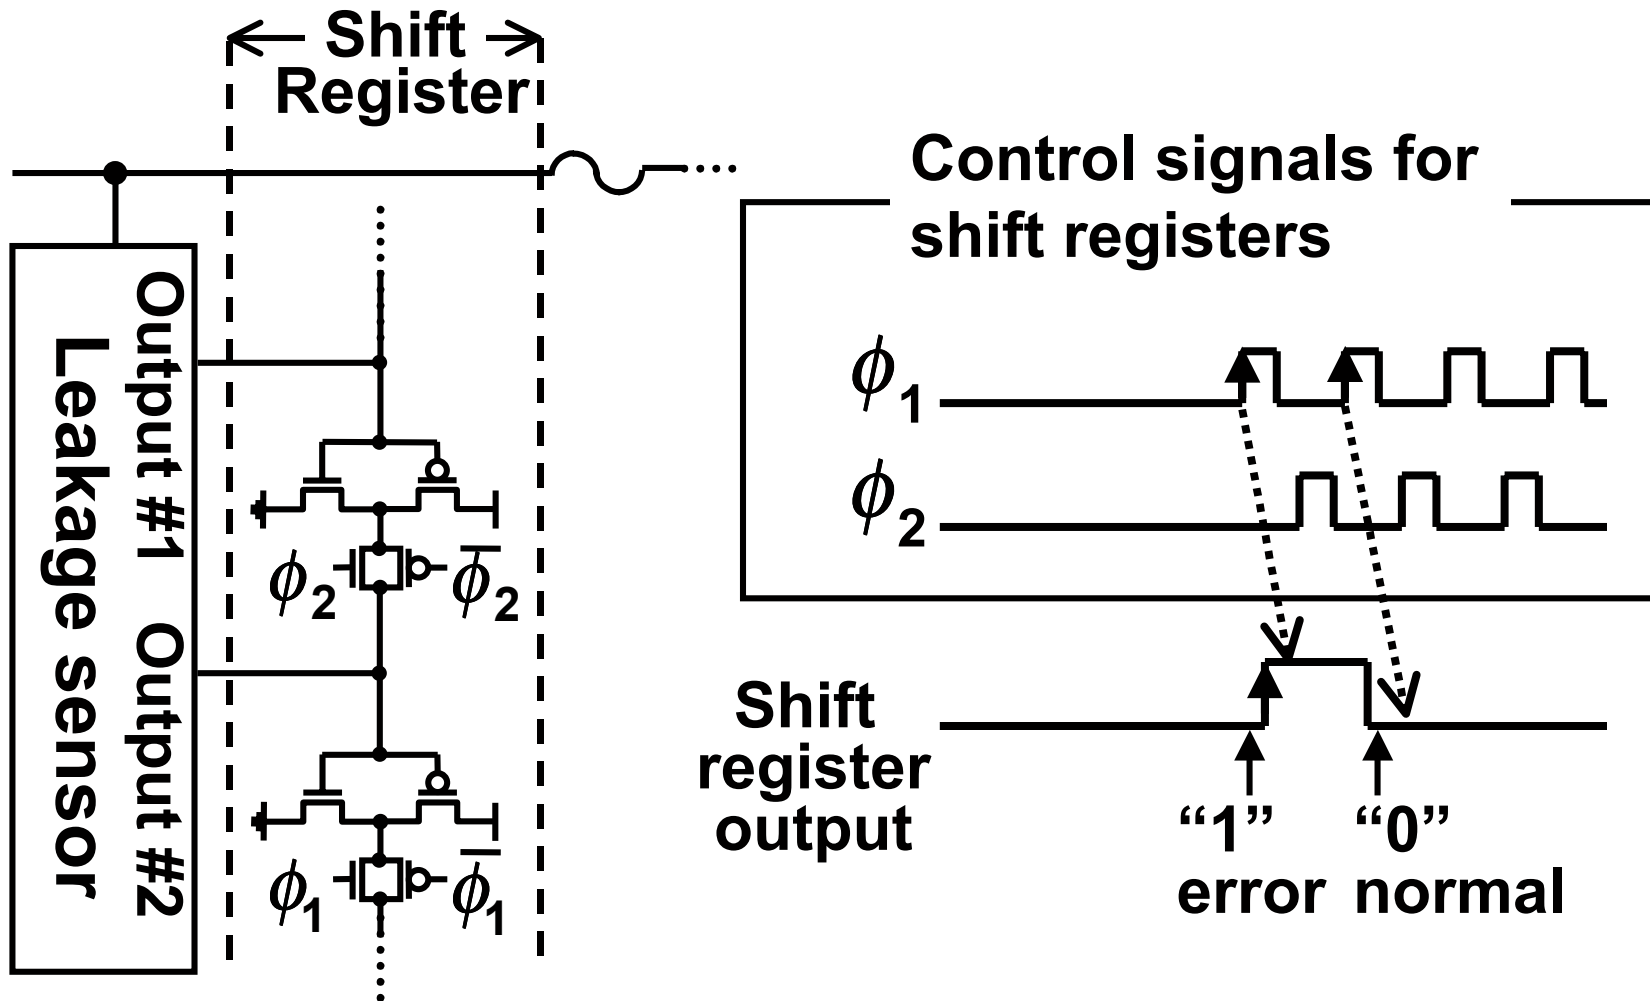 Shift
Register
Control signals for
shift registers
Output #1 Output #2
Leakage sensor
ϕ2 ϕ̅2̅
ϕ1 ϕ̅1̅
ϕ1
ϕ2
Shift
register
output
“1” “0”
error normal